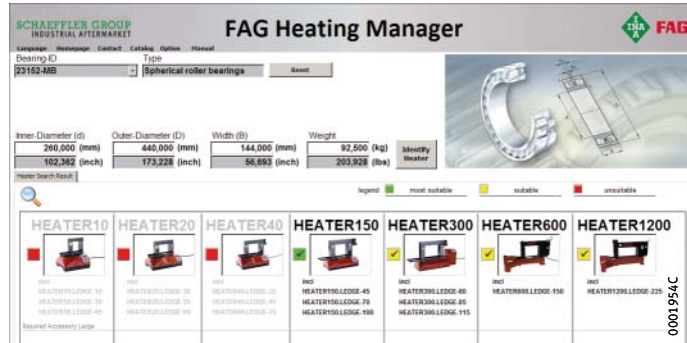 SCHAEFFLER GROUP
INDUSTRIAL AFTERMARKET
FAG Heating Manager
INA FAG
Language Homepage Contact Catalog Option Manual
Bearing-ID Type
23152-MB Spherical roller bearings Reset
Inner-Diameter (d) Outer-Diameter (D) Width (B) Weight
260,000 (mm) 440,000 (mm) 144,000 (mm) 92,500 (kg) Identify
102,362 (inch) 173,228 (inch) 56,693 (inch) 203,928 (lbs) Heater
Heater Search Result
legend: most suitable suitable unsuitable
HEATER10 HEATER20 HEATER40 HEATER150 HEATER300 HEATER600 HEATER1200
incl incl incl incl incl incl incl
HEATER150.LEDGE-45 HEATER300.LEDGE-60 HEATER600.LEDGE-150 HEATER1200.LEDGE-225
HEATER150.LEDGE-70 HEATER300.LEDGE-85
HEATER150.LEDGE-100 HEATER300.LEDGE-115
Required Accessory Ledge
0001954C